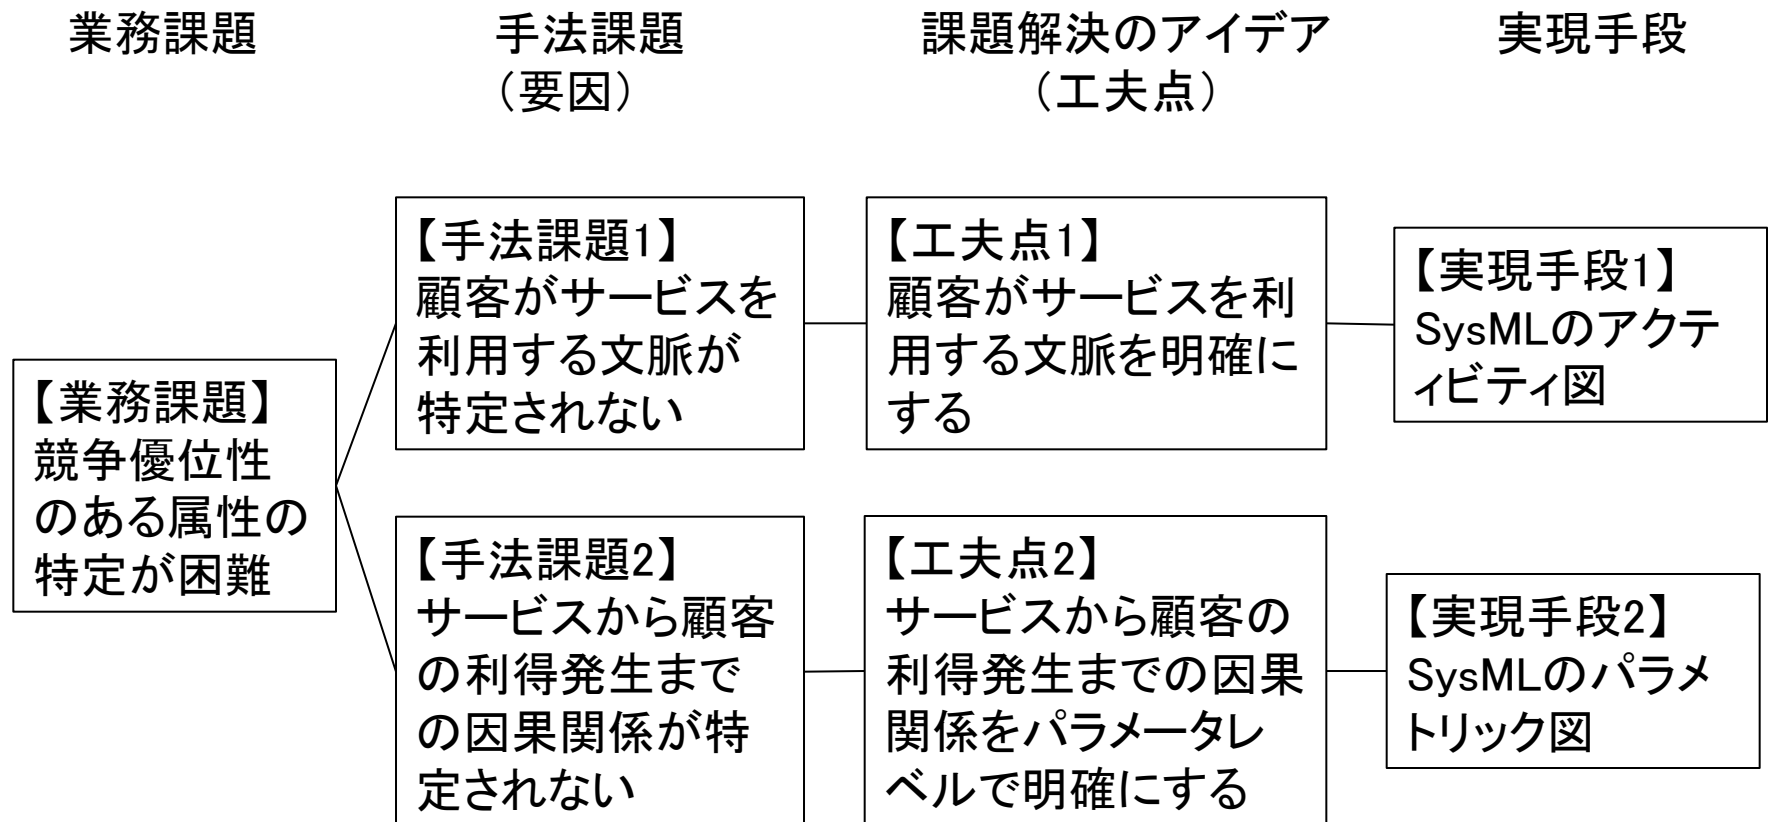 業務課題
手法課題
（要因）
課題解決のアイデア
（工夫点）
実現手段
【業務課題】
競争優位性
のある属性の
特定が困難
【手法課題1】
顧客がサービスを
利用する文脈が
特定されない
【工夫点1】
顧客がサービスを利
用する文脈を明確に
する
【実現手段1】
SysMLのアクテ
ィビティ図
【手法課題2】
サービスから顧客
の利得発生まで
の因果関係が特
定されない
【工夫点2】
サービスから顧客の
利得発生までの因果
関係をパラメータレ
ベルで明確にする
【実現手段2】
SysMLのパラメ
トリック図